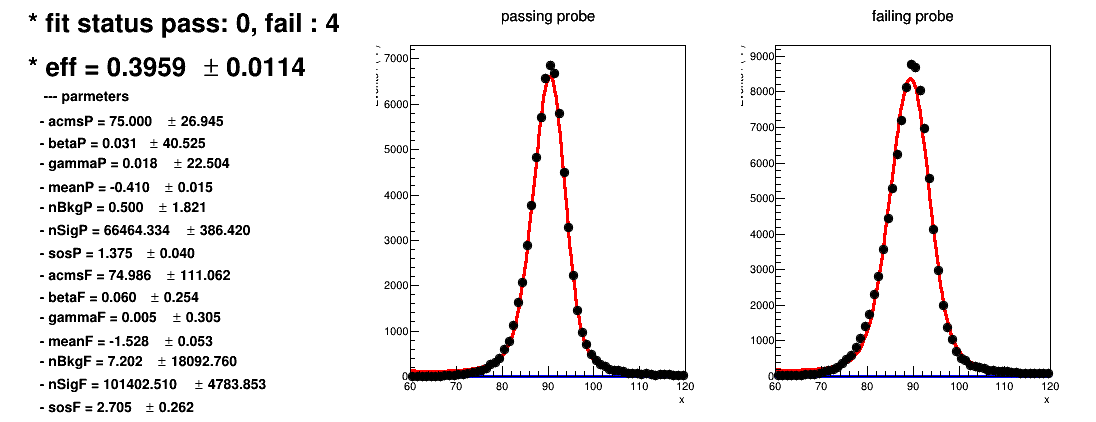 * fit status pass: 0, fail : 4
* eff = 0.3959 ± 0.0114
--- parmeters
- acmsP = 75.000 ± 26.945
- betaP = 0.031 ± 40.525
- gammaP = 0.018 ± 22.504
- meanP = -0.410 ± 0.015
- nBkgP = 0.500 ± 1.821
- nSigP = 66464.334 ± 386.420
- sosP = 1.375 ± 0.040
- acmsF = 74.986 ± 111.062
- betaF = 0.060 ± 0.254
- gammaF = 0.005 ± 0.305
- meanF = -1.528 ± 0.053
- nBkgF = 7.202 ± 18092.760
- nSigF = 101402.510 ± 4783.853
- sosF = 2.705 ± 0.262
passing probe
7000
6000
5000
4000
3000
2000
1000
0
60 70 80 90 100 110 120
x
failing probe
9000
8000
7000
6000
5000
4000
3000
2000
1000
0
60 70 80 90 100 110 120
x